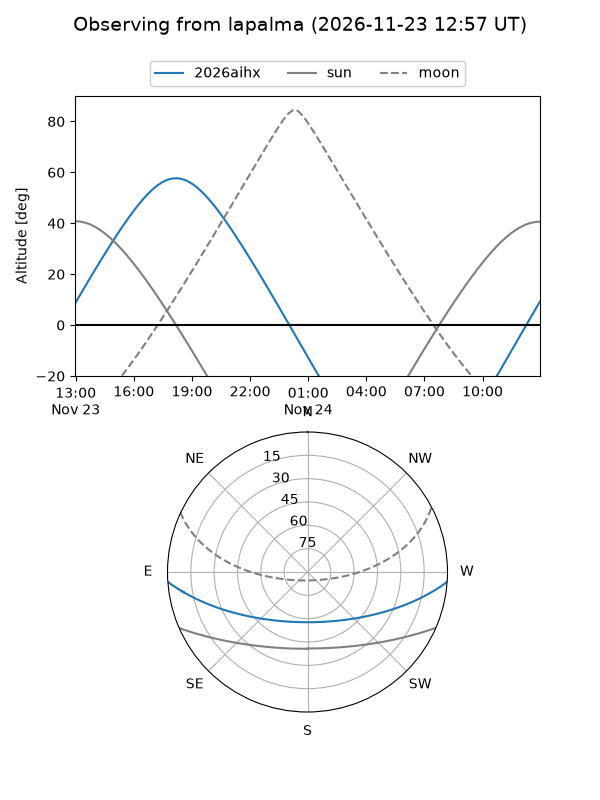 Observing from lapalma (2026-11-23 12:57 UT)
2026aihx sun moon
Altitude [deg]
80
60
40
20
0
−20
13:00 16:00 19:00 22:00 01:00 04:00 07:00 10:00
Nov 23 Nov 24
N
NE NW
15
30
45
60
75
E W
SE SW
S